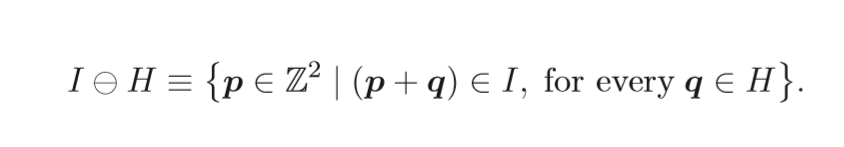 I ⊖ H ≡ {p ∈ ℤ² | (p + q) ∈ I, for every q ∈ H}.